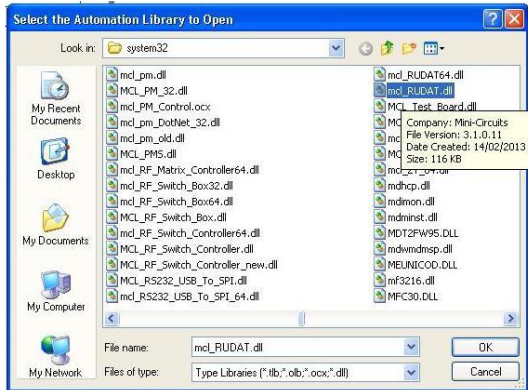 Select the Automation Library to Open
Look in:
system32
My Recent
Documents
Desktop
My Documents
My Computer
My Network
mcl_pm.dll
MCL_PM_32.dll
mcl_PM_Control.ocx
mcl_pm_DotNet_32.dll
mcl_pm_old.dll
MCL_PMS.dll
mcl_RF_Matrix_Controller64.dll
MCL_RF_Switch_Box32.dll
mcl_RF_Switch_Box64.dll
MCL_RF_Switch_Box.dll
mcl_RF_Switch_Controller64.dll
MCL_RF_Switch_Controller.dll
MCL_RF_Switch_Controller_new.dll
MCL_RS232_USB_To_SPI.dll
mcl_RS232_USB_To_SPI_64.dll
mcl_RUDAT64.dll
mcl_RUDAT.dll
MCL_Test_Board.dll
Company: Mini-Circuits
File Version: 3.1.0.11
Date Created: 14/02/2013
Size: 116 KB
mdhcp.dll
mdimon.dll
mdminst.dll
MDT2FW95.DLL
mdwmdmsp.dll
MEUNICOD.DLL
mf3216.dll
MFC30.DLL
File name:
mcl_RUDAT.dll
OK
Files of type:
Type Libraries (*.tlb;*.olb;*.ocx;*.dll)
Cancel